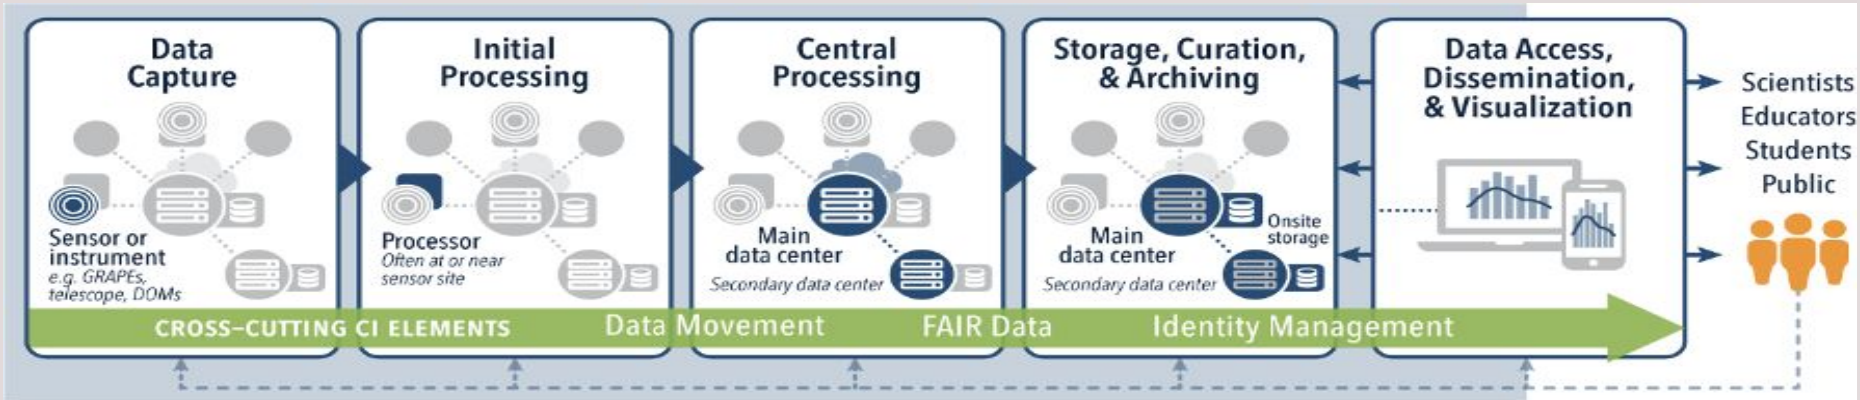 Data
Capture
Sensor or
instrument
e.g. GRAPEs,
telescope, DOMs
Initial
Processing
Processor
Often at or near
sensor site
Central
Processing
Main
data center
Secondary data center
Storage, Curation,
& Archiving
Onsite
storage
Main
data center
Secondary data center
Data Access,
Dissemination,
& Visualization
Scientists
Educators
Students
Public
CROSS-CUTTING CI ELEMENTS Data Movement FAIR Data Identity Management